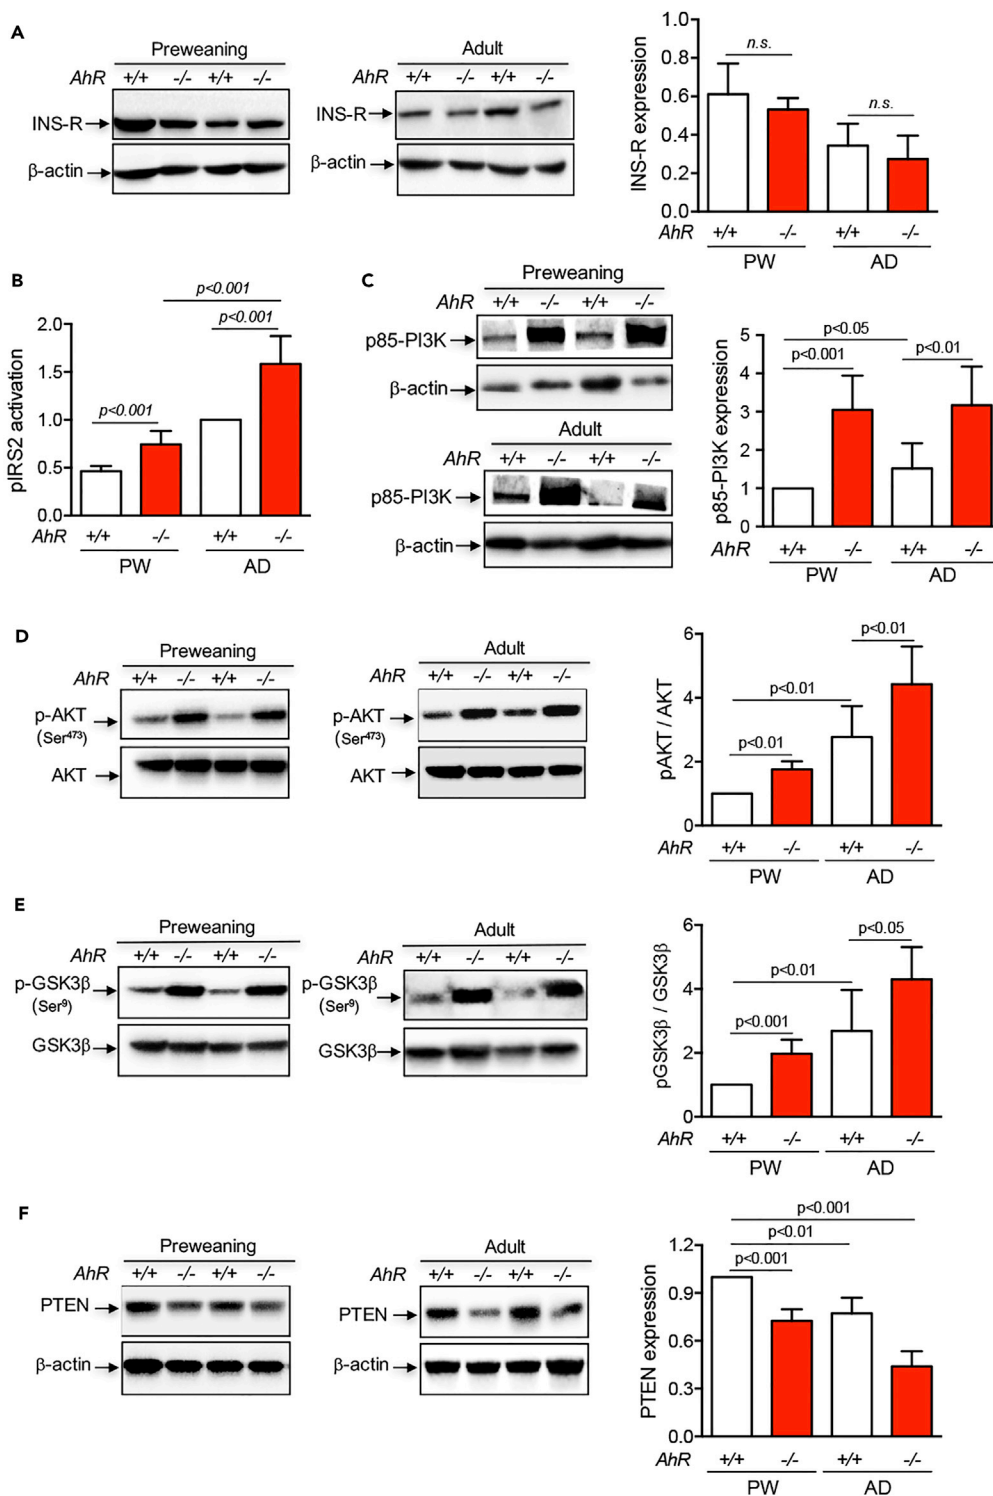 A
Preweaning
AhR +/+ -/- +/+ -/-
INS-R
β-actin
Adult
AhR +/+ -/- +/+ -/-
INS-R
β-actin
INS-R expression
1.0
0.8
0.6
0.4
0.2
0.0
n.s.
n.s.
AhR +/+ -/- +/+ -/-
PW AD
B
pIRS2 activation
2.0
1.5
1.0
0.5
0.0
p<0.001
p<0.001
p<0.001
AhR +/+ -/- +/+ -/-
PW AD
C
Preweaning
AhR +/+ -/- +/+ -/-
p85-PI3K
β-actin
Adult
AhR +/+ -/- +/+ -/-
p85-PI3K
β-actin
p85-PI3K expression
5
4
3
2
1
0
p<0.05
p<0.001
p<0.01
AhR +/+ -/- +/+ -/-
PW AD
D
Preweaning
AhR +/+ -/- +/+ -/-
p-AKT
(Ser473)
AKT
Adult
AhR +/+ -/- +/+ -/-
p-AKT
(Ser473)
AKT
pAKT / AKT
6
4
2
0
p<0.01
p<0.01
p<0.01
AhR +/+ -/- +/+ -/-
PW AD
E
Preweaning
AhR +/+ -/- +/+ -/-
p-GSK3β
(Ser9)
GSK3β
Adult
AhR +/+ -/- +/+ -/-
p-GSK3β
(Ser9)
GSK3β
pGSK3β / GSK3β
6
4
2
0
p<0.05
p<0.01
p<0.001
AhR +/+ -/- +/+ -/-
PW AD
F
Preweaning
AhR +/+ -/- +/+ -/-
PTEN
β-actin
Adult
AhR +/+ -/- +/+ -/-
PTEN
β-actin
PTEN expression
1.2
0.9
0.6
0.3
0.0
p<0.001
p<0.01
p<0.001
AhR +/+ -/- +/+ -/-
PW AD